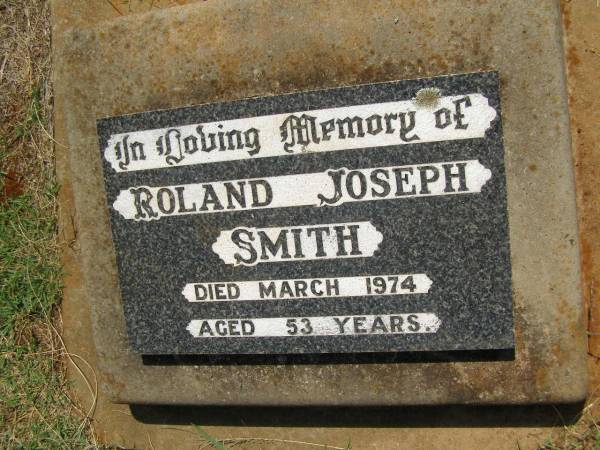 In Loving Memory of
ROLAND JOSEPH
SMITH
DIED MARCH 1974
AGED 53 YEARS.